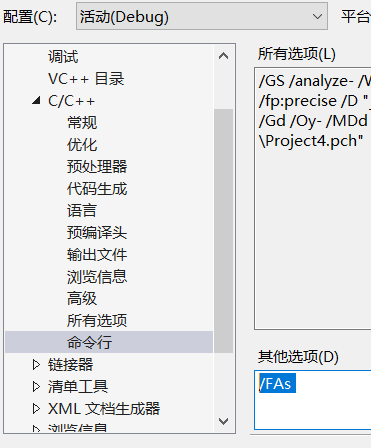 配置(C):
活动(Debug)
平台
调试
VC++ 目录
C/C++
常规
优化
预处理器
代码生成
语言
预编译头
输出文件
浏览信息
高级
所有选项
命令行
链接器
清单工具
XML 文档生成器
浏览信息
所有选项(L)
/GS /analyze-
/fp:precise /D
/Gd /Oy- /MDd
\Project4.pch"
其他选项(D)
/FAs